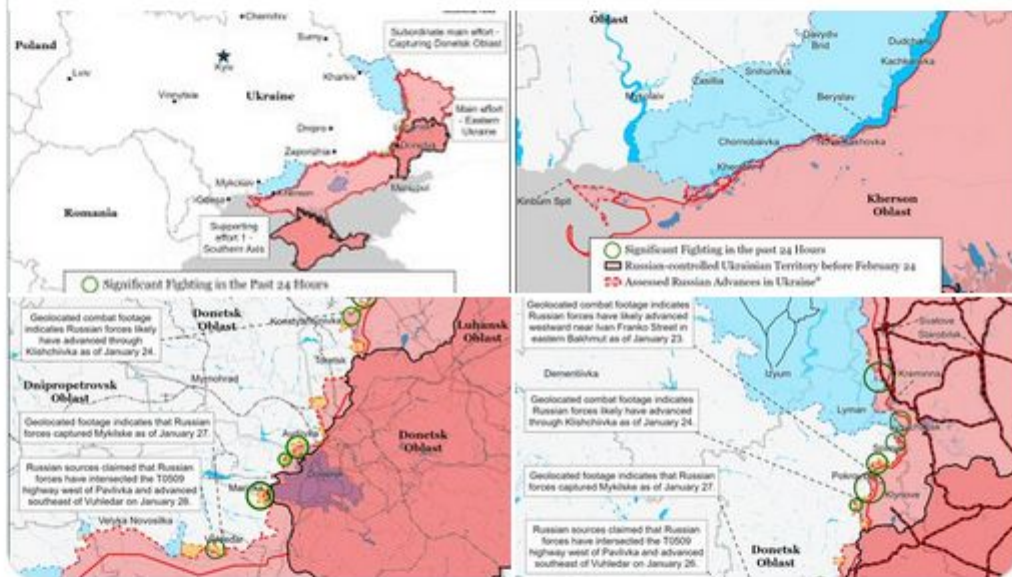 Chernihiv
Poland
Sumy
Subordinate main effort -
Capturing Donetsk Oblast
Kyiv
Lviv
Kharkiv
Vinnytsia
Ukraine
Main effort
- Eastern
Ukraine
Dnipro
Donetsk
Zaporizhia
Mykolaiv
Mariupol
Odesa
Kherson
Romania
Supporting
effort 1 -
Southern Axis
Significant Fighting in the Past 24 Hours
Oblast
Davydiv
Brid
Dudchany
Kachkarivka
Snihurivka
Zasillia
Mykolaiv
Beryslav
Chornobaivka
Nova Kakhovka
Kherson
Kinburn Spit
Kherson
Oblast
Significant Fighting in the past 24 Hours
Russian-controlled Ukrainian Territory before February 24
Assessed Russian Advances in Ukraine*
Geolocated combat footage
indicates Russian forces likely
have advanced through
Klishchiivka as of January 24.
Donetsk
Oblast
Kostyantynivka
Luhansk
Oblast
Toretsk
Dnipropetrovsk
Oblast
Myrnohrad
Geolocated footage indicates that Russian
forces captured Mykilske as of January 27.
Avdiivka
Donetsk
Oblast
Russian sources claimed that Russian
forces have intersected the T0509
highway west of Pavlivka and advanced
southeast of Vuhledar on January 26.
Velyka Novosilka
Vuhledar
Geolocated combat footage indicates
Russian forces have likely advanced
westward near Ivan Franko Street in
eastern Bakhmut as of January 23.
Svatove
Starobilsk
Dementiivka
Izyum
Kreminna
Geolocated combat footage indicates
Russian forces likely have advanced
through Klishchiivka as of January 24.
Lyman
Geolocated footage indicates that Russian
forces captured Mykilske as of January 27.
Klynove
Russian sources claimed that Russian
forces have intersected the T0509
highway west of Pavlivka and advanced
southeast of Vuhledar on January 26.
Donetsk
Oblast